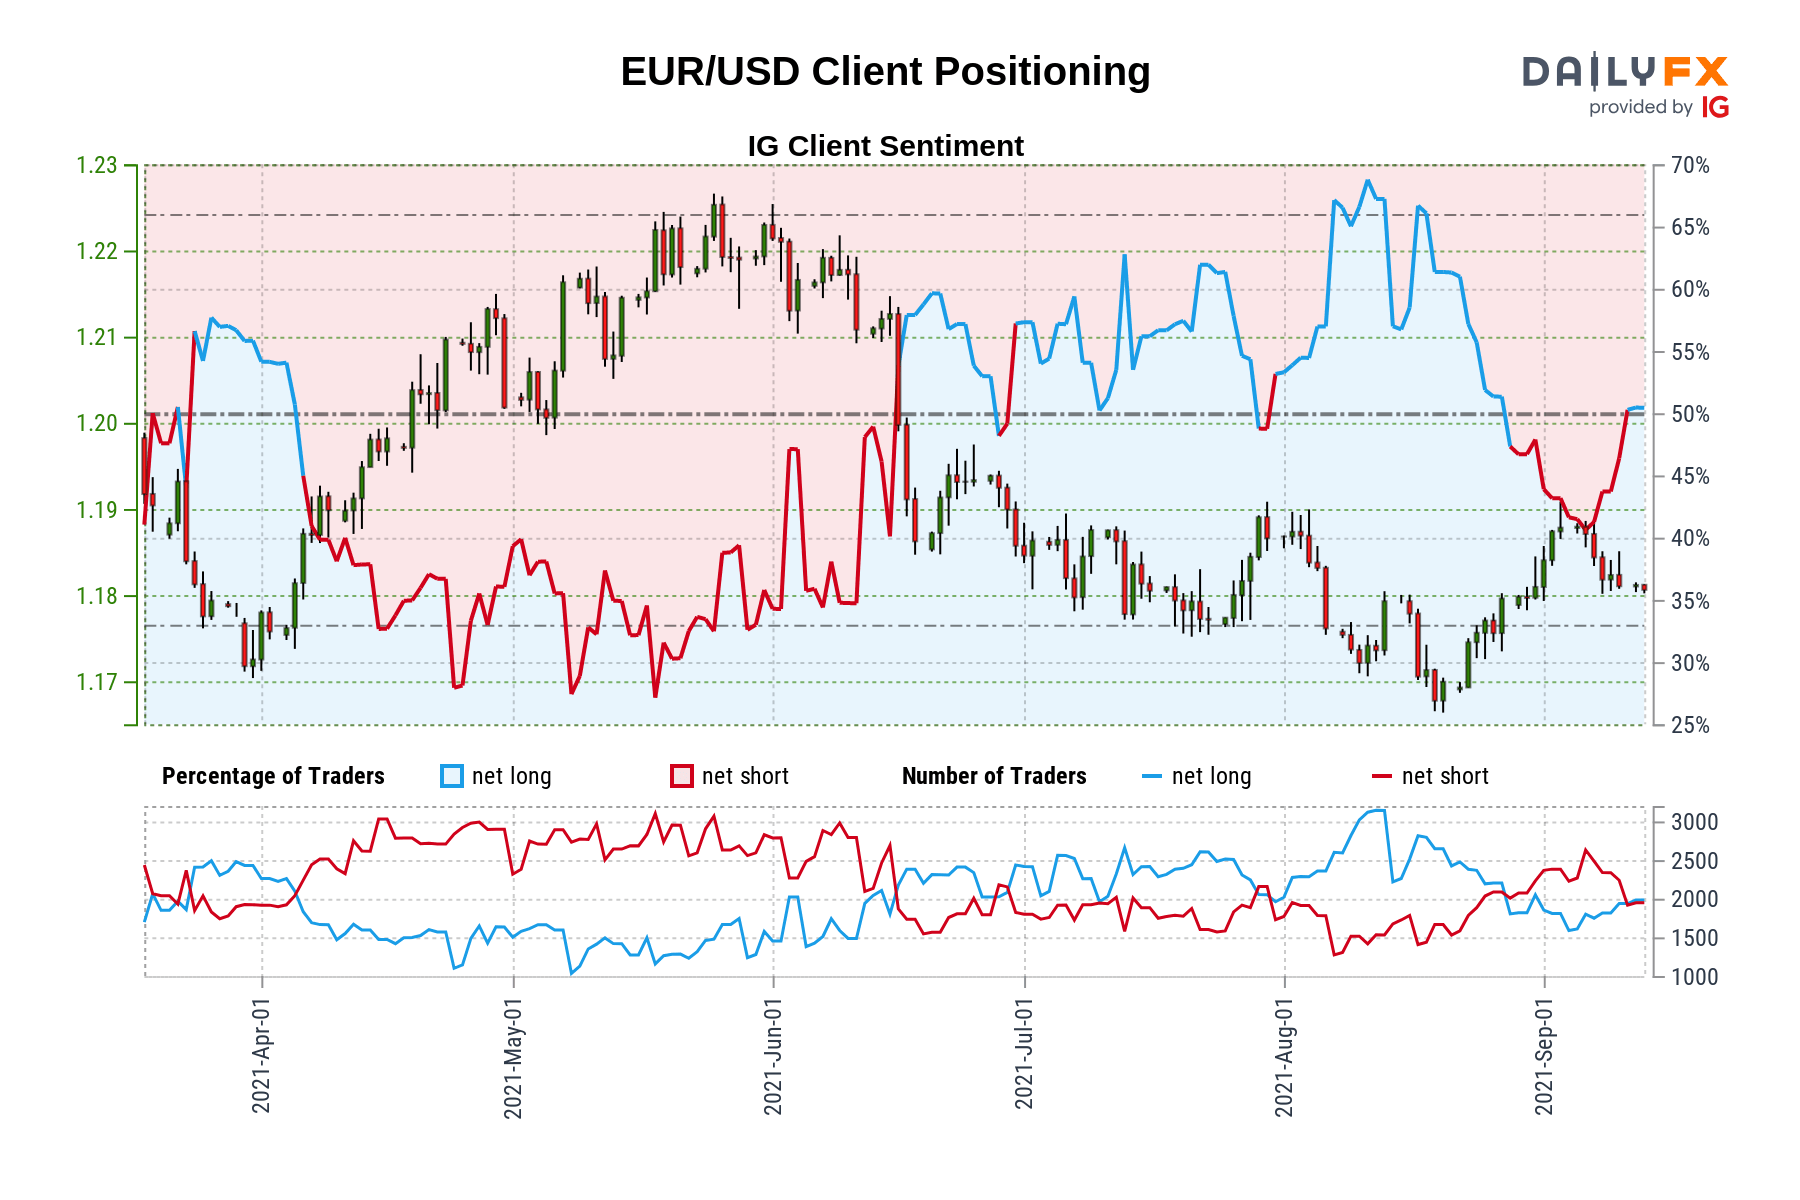 EUR/USD Client Positioning
DAILYFX
provided by IG
IG Client Sentiment
1.23
1.22
1.21
1.20
1.19
1.18
1.17
70%
65%
60%
55%
50%
45%
40%
35%
30%
25%
Percentage of Traders net long net short Number of Traders net long net short
3000
2500
2000
1500
1000
2021-Apr-01
2021-May-01
2021-Jun-01
2021-Jul-01
2021-Aug-01
2021-Sep-01